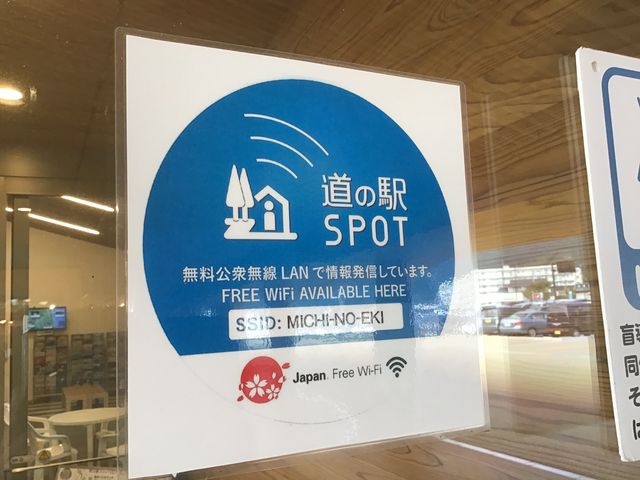 道の駅
SPOT
無料公衆無線 LAN で情報発信しています。
FREE WiFi AVAILABLE HERE
SSID: MICHI-NO-EKI
Japan. Free Wi-Fi